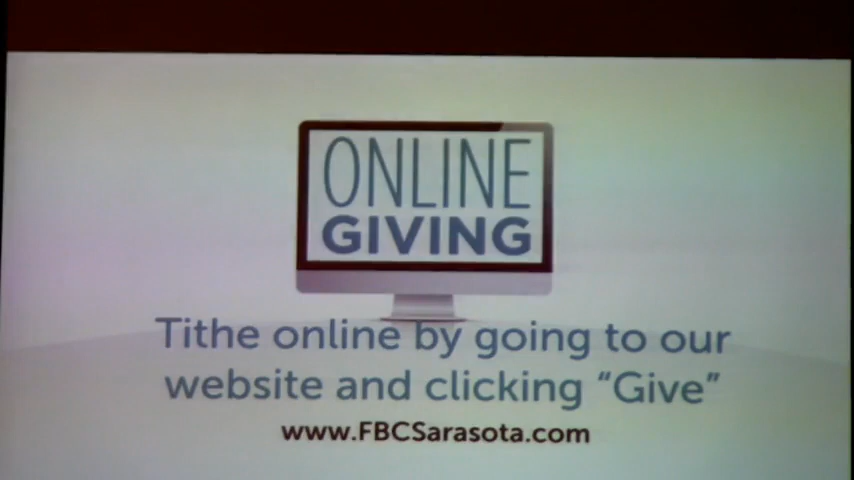 ONLINE
GIVING
Tithe online by going to our
website and clicking “Give”
www.FBCSarasota.com